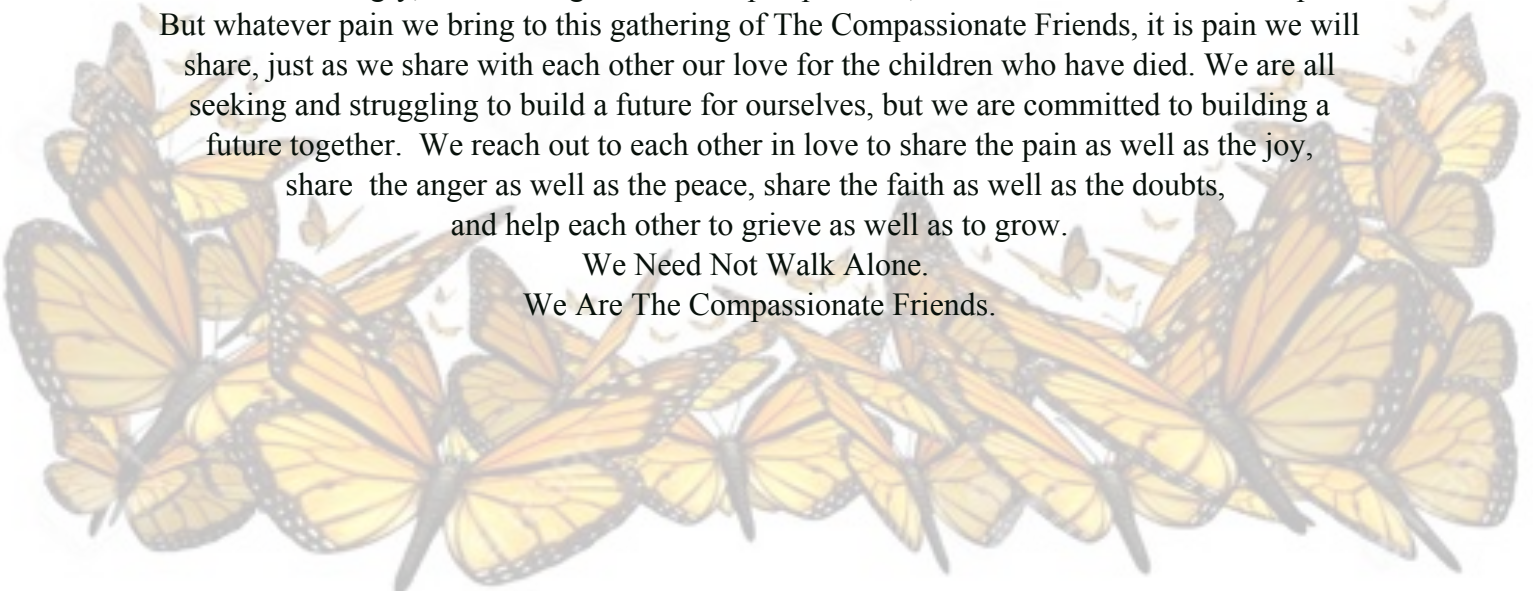 But whatever pain we bring to this gathering of The Compassionate Friends, it is pain we will
share, just as we share with each other our love for the children who have died. We are all
seeking and struggling to build a future for ourselves, but we are committed to building a
future together.  We reach out to each other in love to share the pain as well as the joy,
share  the anger as well as the peace, share the faith as well as the doubts,
and help each other to grieve as well as to grow.
We Need Not Walk Alone.
We Are The Compassionate Friends.